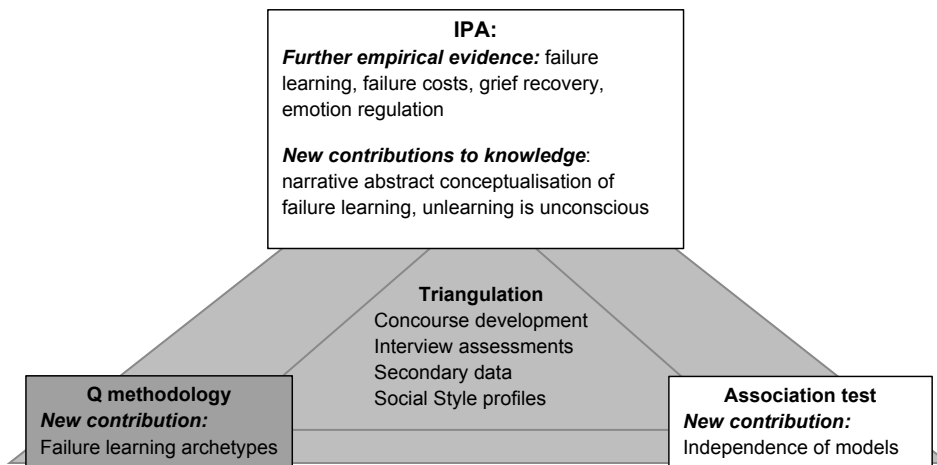 IPA:
Further empirical evidence: failure
learning, failure costs, grief recovery,
emotion regulation
New contributions to knowledge:
narrative abstract conceptualisation of
failure learning, unlearning is unconscious
Triangulation
Concourse development
Interview assessments
Secondary data
Social Style profiles
Q methodology
New contribution:
Failure learning archetypes
Association test
New contribution:
Independence of models